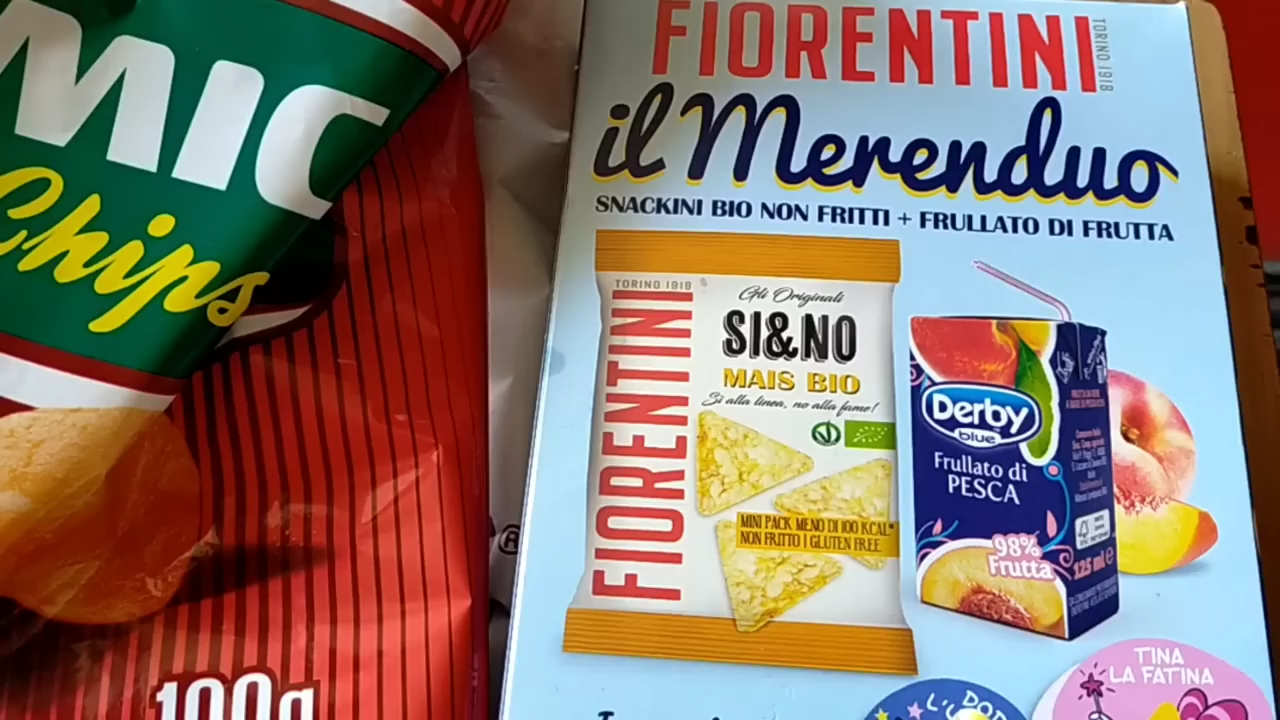 MIC
Chips
100g
®
FIORENTINI
TORINO 1918
il Merenduo
SNACKINI BIO NON FRITTI + FRULLATO DI FRUTTA
TORINO 1918
FIORENTINI
Gli Originali
SI&NO
MAIS BIO
Sì alla linea, no alla fame!
MINI PACK MENO DI 100 KCAL*
NON FRITTO | GLUTEN FREE
Derby
blue
Frullato di
PESCA
98%
Frutta
125 ml e
TINA
LA FATINA